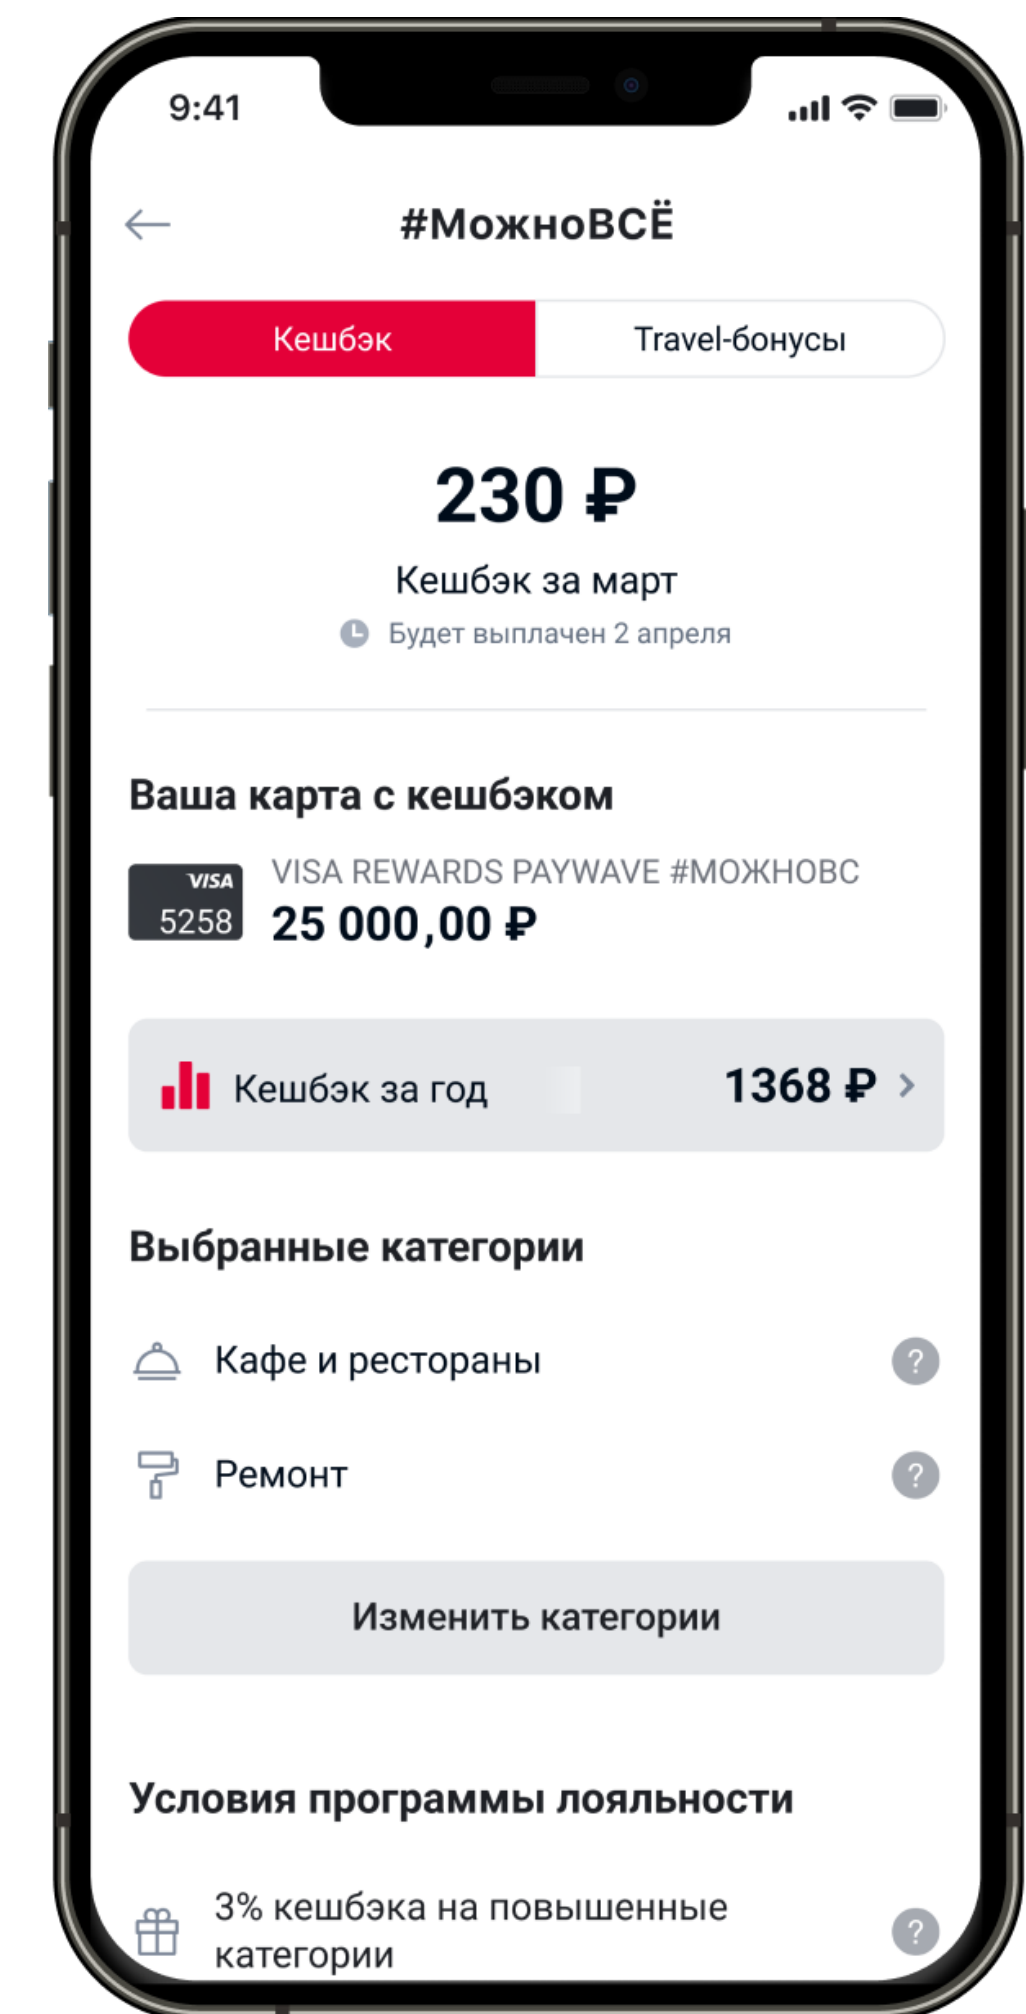 9:41
#МожноВСЁ
Кешбэк
Travel-бонусы
230 ₽
Кешбэк за март
Будет выплачен 2 апреля
Ваша карта с кешбэком
VISA REWARDS PAYWAVE #МОЖНОВС
VISA
5258
25 000,00 ₽
Кешбэк за год
1368 ₽
Выбранные категории
Кафе и рестораны
?
Ремонт
?
Изменить категории
Условия программы лояльности
3% кешбэка на повышенные
категории
?